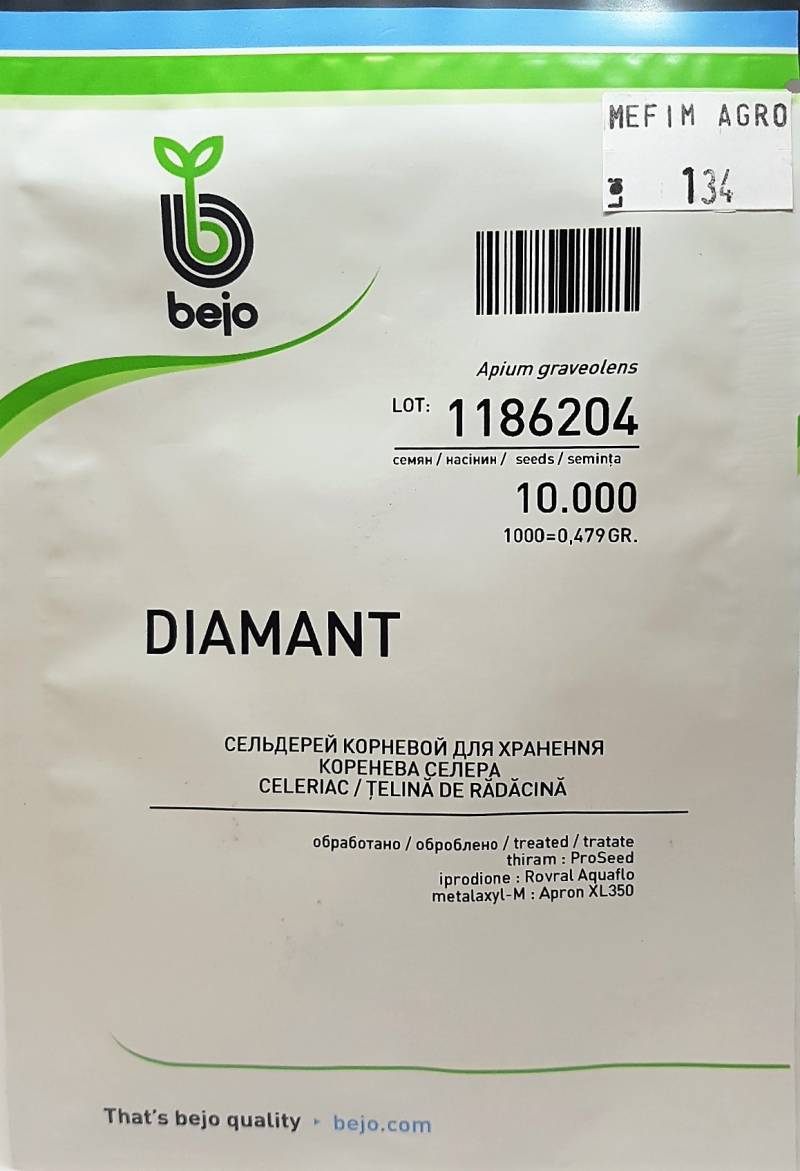 MEFIM AGRO
Lei 134
bejo
Apium graveolens
LOT: 1186204
семян / насінин / seeds / semința
10.000
1000=0,479 GR.
DIAMANT
СЕЛЬДЕРЕЙ КОРНЕВОЙ ДЛЯ ХРАНЕНNЯ
КОРЕНЕВА СЕЛЕРА
CELERIAC / ȚELINĂ DE RĂDĂCINĂ
обработано / оброблено / treated / tratate
thiram : ProSeed
iprodione : Rovral Aquaflo
metalaxyl-M : Apron XL350
That's bejo quality ▸ bejo.com